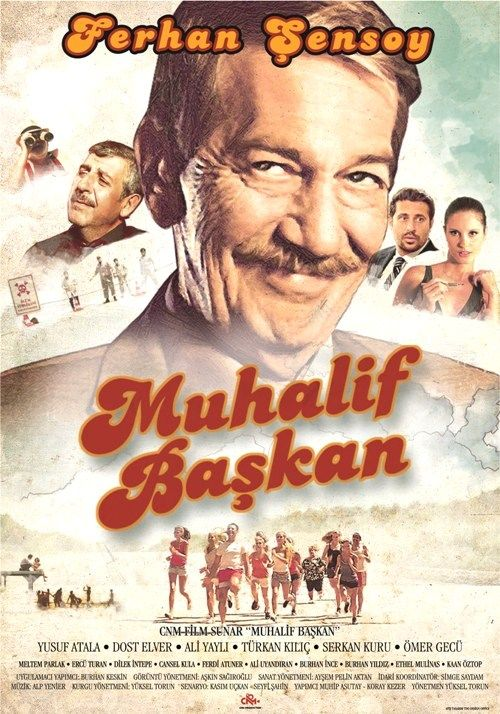 Ferhan Şensoy
Muhalif
Başkan
CNM FİLM SUNAR "MUHALİF BAŞKAN"
YUSUF ATALA • DOST ELVER • ALİ YAYLI • TÜRKAN KILIÇ • SERKAN KURU • ÖMER GECÜ
MELTEM PARLAK • ERCÜ TURAN • DİLEK İNTEPE • CANSEL KULA • FERDİ ATUNER • ALİ UYANDIRAN • BURHAN İNCE • BURHAN YILDIZ • ETHEL MULINAS • KAAN ÖZTOP
UYGULAMACI YAPIMCI: BURHAN KESKİN GÖRÜNTÜ YÖNETMENİ: AŞKIN SAĞIROĞLU SANAT YÖNETMENİ: AYŞEM PELİN AKTAN İDARİ KOORDİNATÖR: SİMGE SAYDAM
MÜZİK: ALP YENİER KURGU YÖNETMENİ: YÜKSEL TORUN SENARYO: KASIM UÇKAN - SEYFİ ŞAHİN YAPIMCI MUHİP AŞUTAY - KORAY KEZER YÖNETMEN YÜKSEL TORUN
CNM